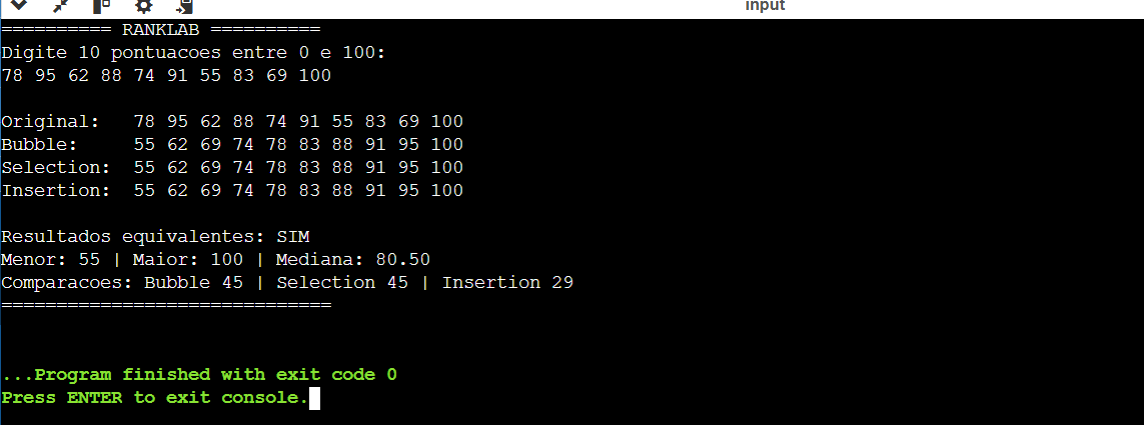 input
========== RANKLAB ==========
Digite 10 pontuacoes entre 0 e 100:
78 95 62 88 74 91 55 83 69 100
Original:   78 95 62 88 74 91 55 83 69 100
Bubble:     55 62 69 74 78 83 88 91 95 100
Selection:  55 62 69 74 78 83 88 91 95 100
Insertion:  55 62 69 74 78 83 88 91 95 100
Resultados equivalentes: SIM
Menor: 55 | Maior: 100 | Mediana: 80.50
Comparacoes: Bubble 45 | Selection 45 | Insertion 29
==============================
...Program finished with exit code 0
Press ENTER to exit console.